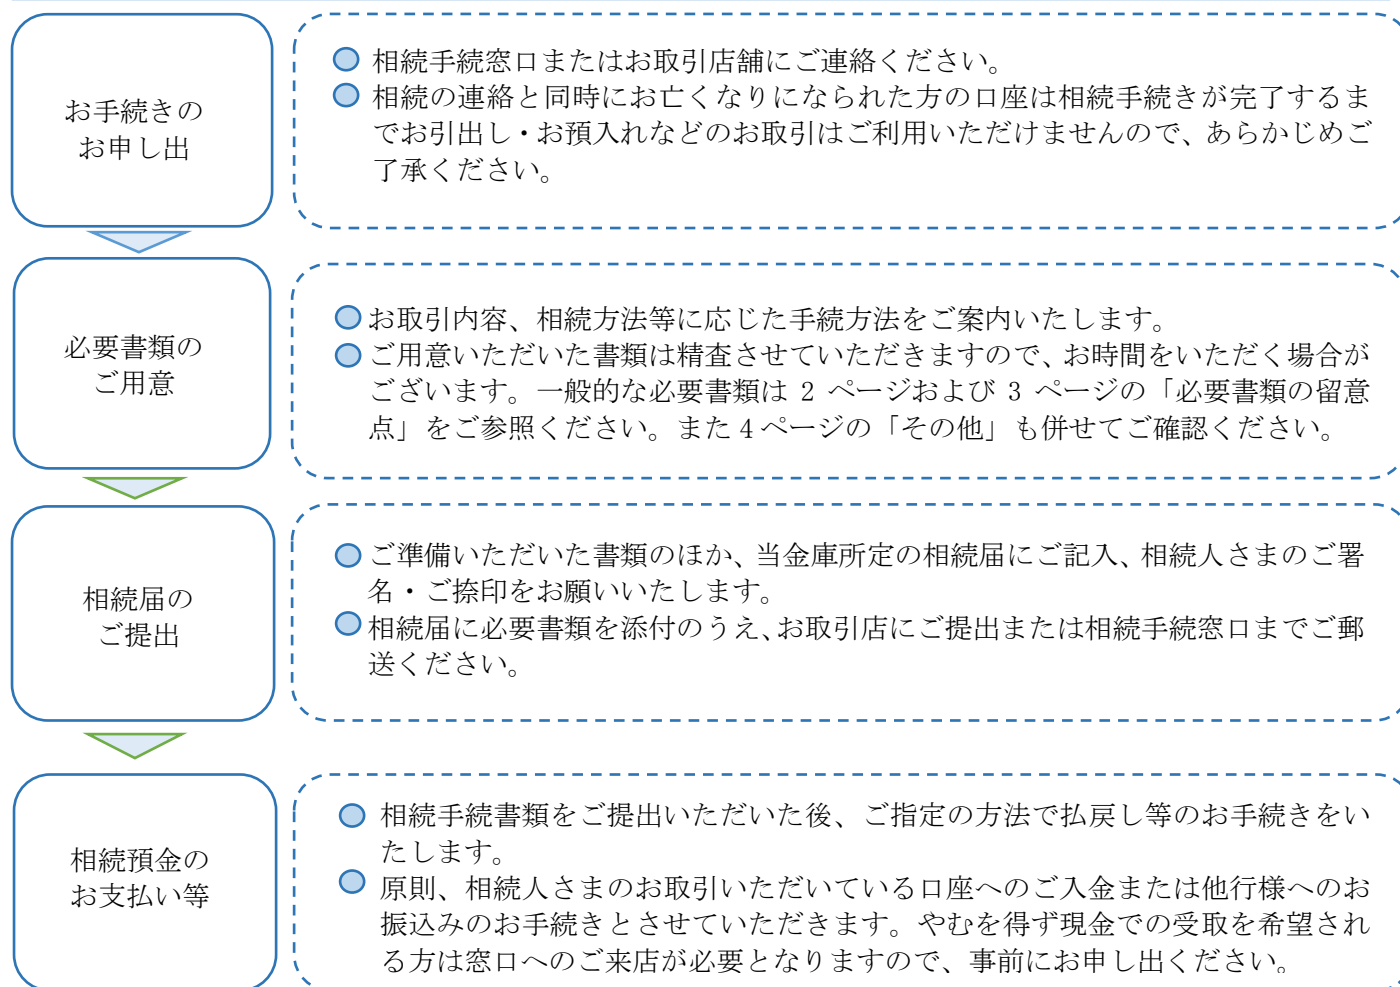 お手続きの
お申し出
相続手続窓口またはお取引店舗にご連絡ください。
相続の連絡と同時にお亡くなりになられた方の口座は相続手続きが完了するま
でお引出し・お預入れなどのお取引はご利用いただけませんので、あらかじめご
了承ください。
必要書類の
ご用意
お取引内容、相続方法等に応じた手続方法をご案内いたします。
ご用意いただいた書類は精査させていただきますので、お時間をいただく場合が
ございます。一般的な必要書類は 2 ページおよび 3 ページの「必要書類の留意
点」をご参照ください。また 4 ページの「その他」も併せてご確認ください。
相続届の
ご提出
ご準備いただいた書類のほか、当金庫所定の相続届にご記入、相続人さまのご署
名・ご捺印をお願いいたします。
相続届に必要書類を添付のうえ、お取引店にご提出または相続手続窓口までご郵
送ください。
相続預金の
お支払い等
相続手続書類をご提出いただいた後、ご指定の方法で払戻し等のお手続きをい
たします。
原則、相続人さまのお取引いただいている口座へのご入金または他行様へのお
振込みのお手続きとさせていただきます。やむを得ず現金での受取を希望され
る方は窓口へのご来店が必要となりますので、事前にお申し出ください。